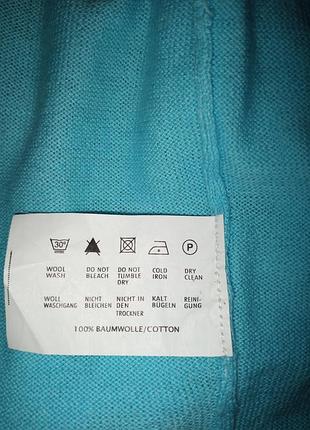 30° P
WOOL DO NOT DO NOT COLD DRY
WASH BLEACH TUMBLE IRON CLEAN
DRY
WOLL NICHT NICHT IN KALT REINI-
WASCHGANG BLEICHEN DEN BÜGELN GUNG
TROCKNER
100% BAUMWOLLE/COTTON